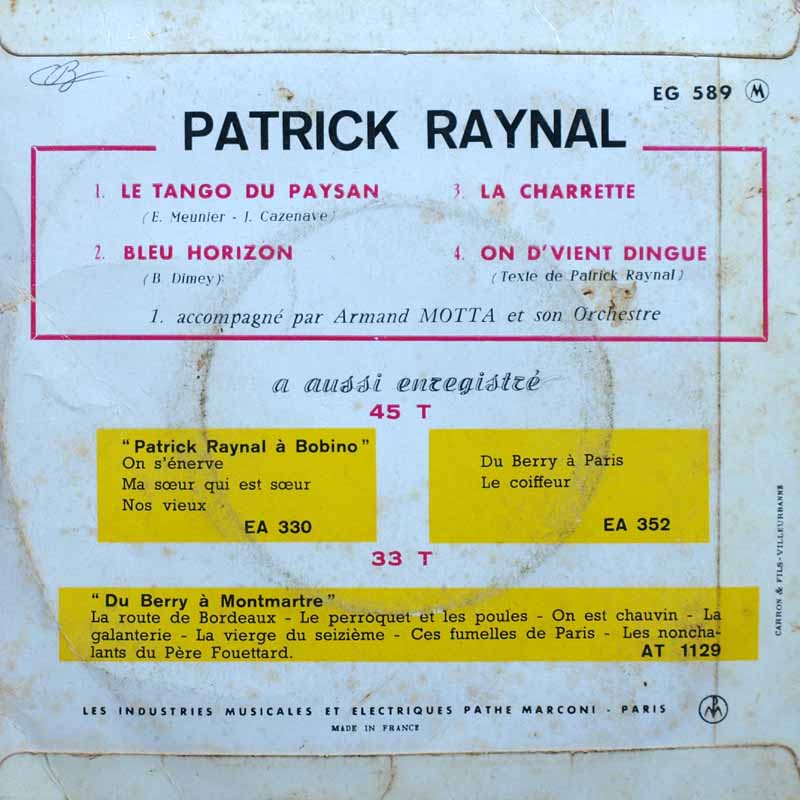 EG 589 M
PATRICK RAYNAL
1. LE TANGO DU PAYSAN
(E. Meunier - J. Cazenave)
2. BLEU HORIZON
(B. Dimey)
3. LA CHARRETTE
4. ON D'VIENT DINGUE
(Texte de Patrick Raynal)
1. accompagné par Armand MOTTA et son Orchestre
a aussi enregistré
45 T
"Patrick Raynal à Bobino"
On s'énerve
Ma sœur qui est sœur
Nos vieux
EA 330
Du Berry à Paris
Le coiffeur
EA 352
33 T
"Du Berry à Montmartre"
La route de Bordeaux - Le perroquet et les poules - On est chauvin - La
galanterie - La vierge du seizième - Ces fumelles de Paris - Les noncha-
lants du Père Fouettard. AT 1129
CARRON & FILS - VILLEURBANNE
LES INDUSTRIES MUSICALES ET ELECTRIQUES PATHE MARCONI - PARIS
MADE IN FRANCE